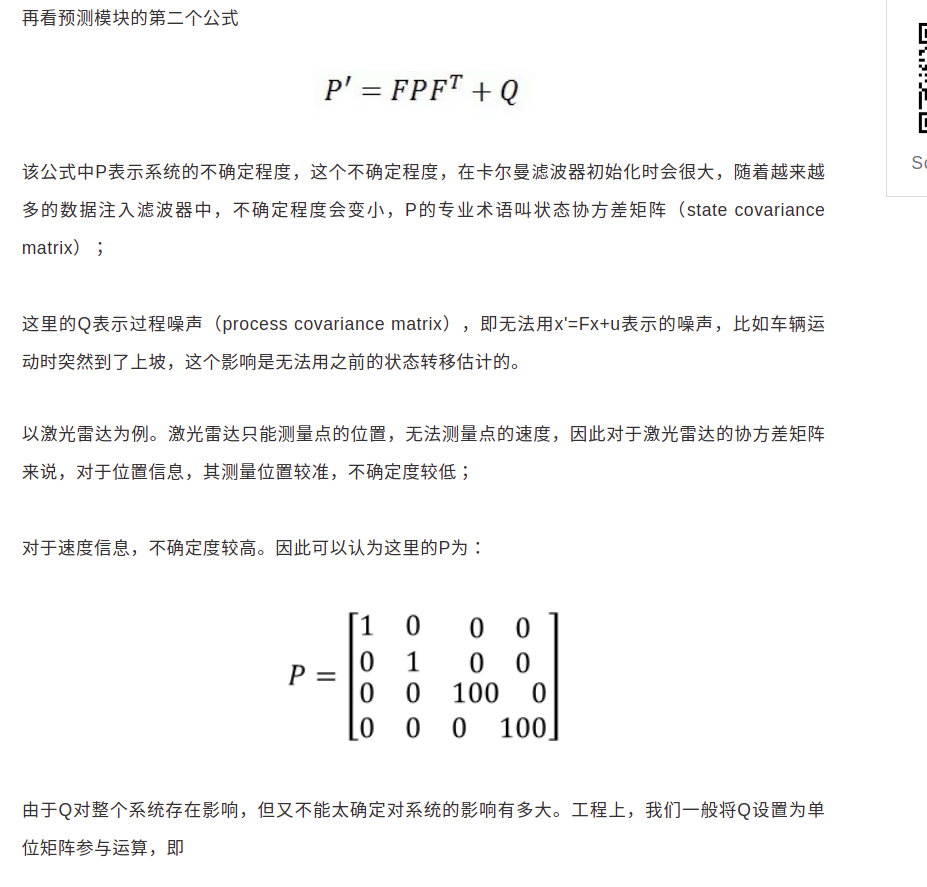 再看预测模块的第二个公式
P′ = FPFᵀ + Q
该公式中P表示系统的不确定程度，这个不确定程度，在卡尔曼滤波器初始化时会很大，随着越来越
多的数据注入滤波器中，不确定程度会变小，P的专业术语叫状态协方差矩阵（state covariance
matrix）；
这里的Q表示过程噪声（process covariance matrix），即无法用x'=Fx+u表示的噪声，比如车辆运
动时突然到了上坡，这个影响是无法用之前的状态转移估计的。
以激光雷达为例。激光雷达只能测量点的位置，无法测量点的速度，因此对于激光雷达的协方差矩阵
来说，对于位置信息，其测量位置较准，不确定度较低；
对于速度信息，不确定度较高。因此可以认为这里的P为：
1 0 0 0
0 1 0 0
P =
0 0 100 0
0 0 0 100
由于Q对整个系统存在影响，但又不能太确定对系统的影响有多大。工程上，我们一般将Q设置为单
位矩阵参与运算，即